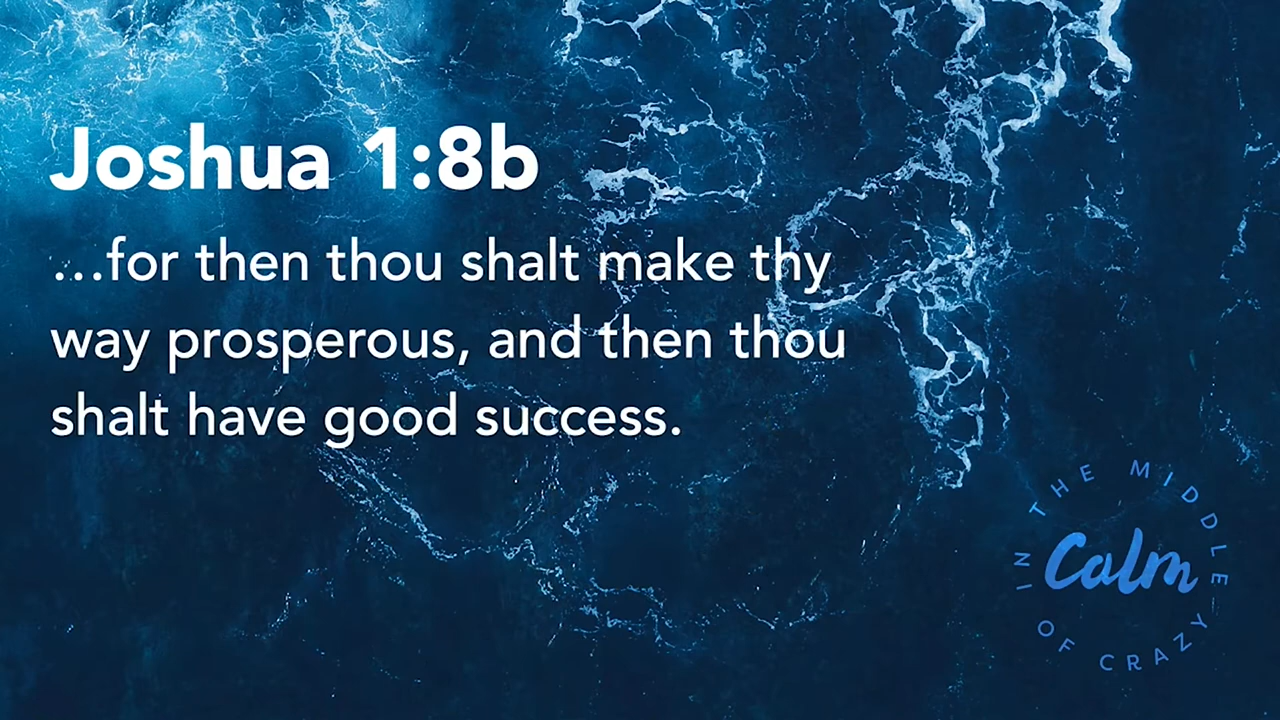 Joshua 1:8b
…for then thou shalt make thy
way prosperous, and then thou
shalt have good success.
Calm
IN THE MIDDLE OF CRAZY